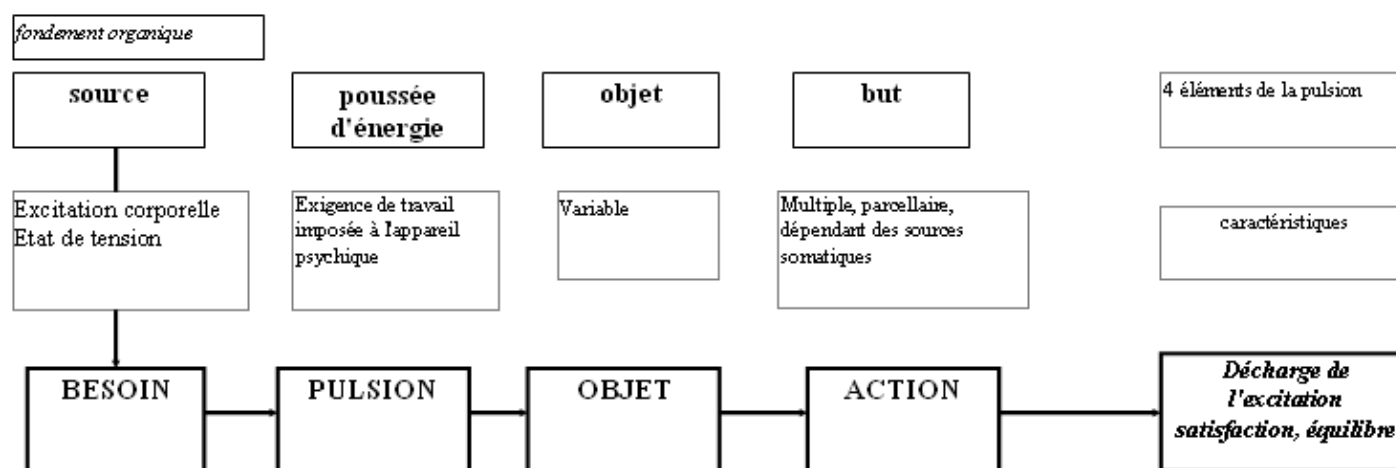 fondement organique
source
poussée
d'énergie
objet
but
4 éléments de la pulsion
Excitation corporelle
Etat de tension
Exigence de travail
imposée à l'appareil
psychique
Variable
Multiple, parcellaire,
dépendant des sources
somatiques
caractéristiques
BESOIN
PULSION
OBJET
ACTION
Décharge de
l'excitation
satisfaction, équilibre